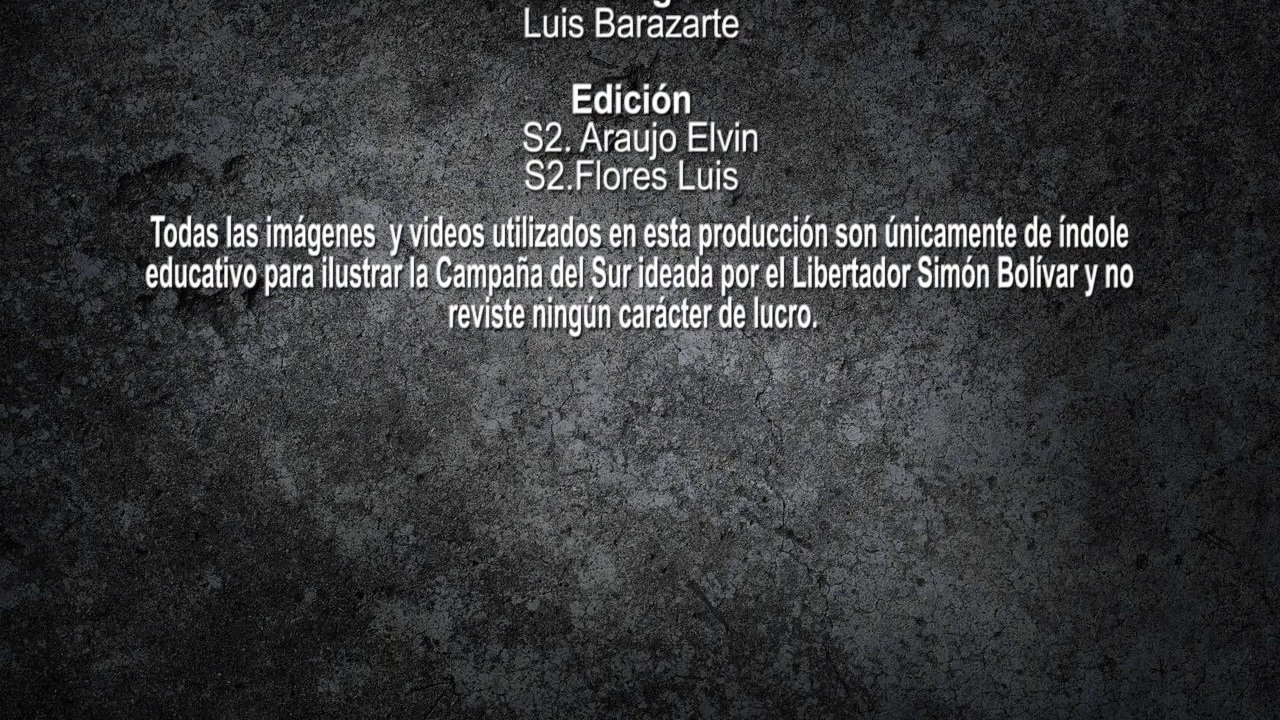 Luis Barazarte
Edición
S2. Araujo Elvin
S2.Flores Luis
Todas las imágenes y videos utilizados en esta producción son únicamente de índole
educativo para ilustrar la Campaña del Sur ideada por el Libertador Simón Bolívar y no
reviste ningún carácter de lucro.